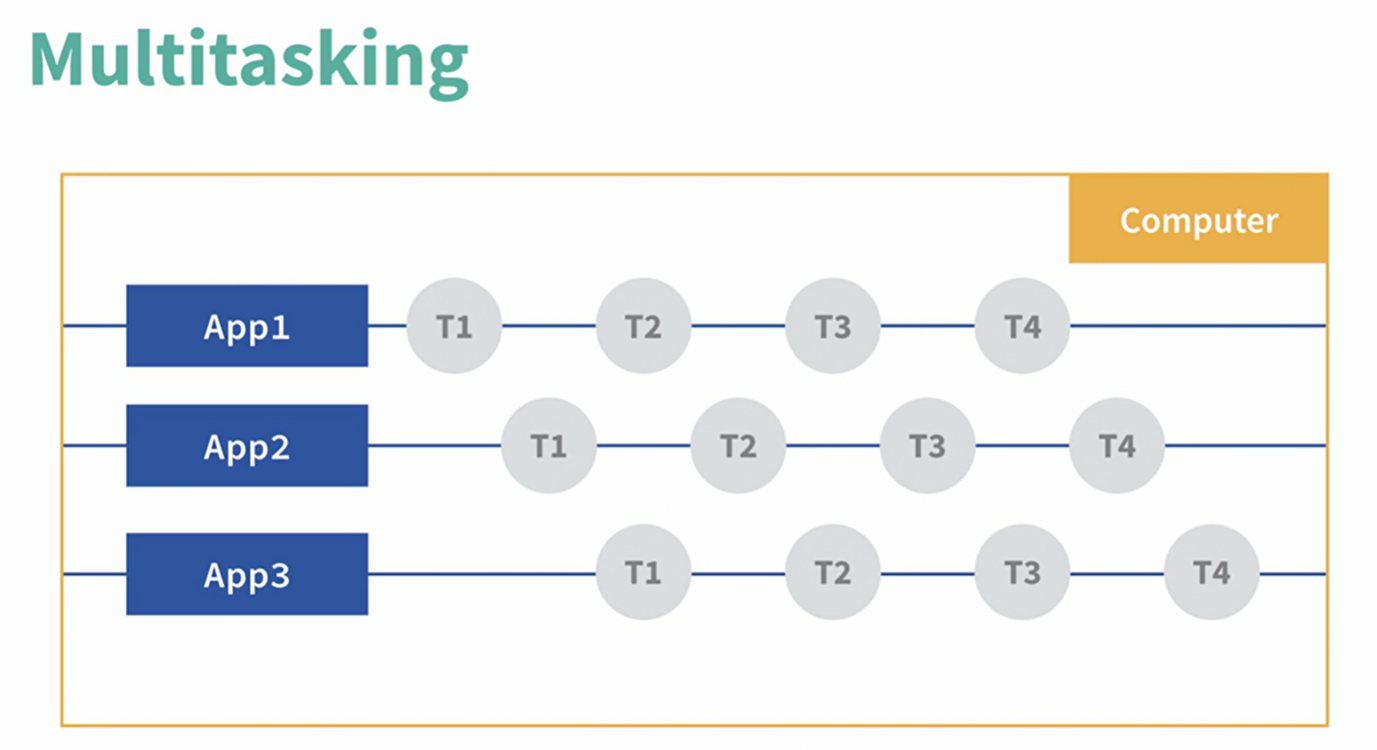 Multitasking
Computer
App1 T1 T2 T3 T4
App2 T1 T2 T3 T4
App3 T1 T2 T3 T4